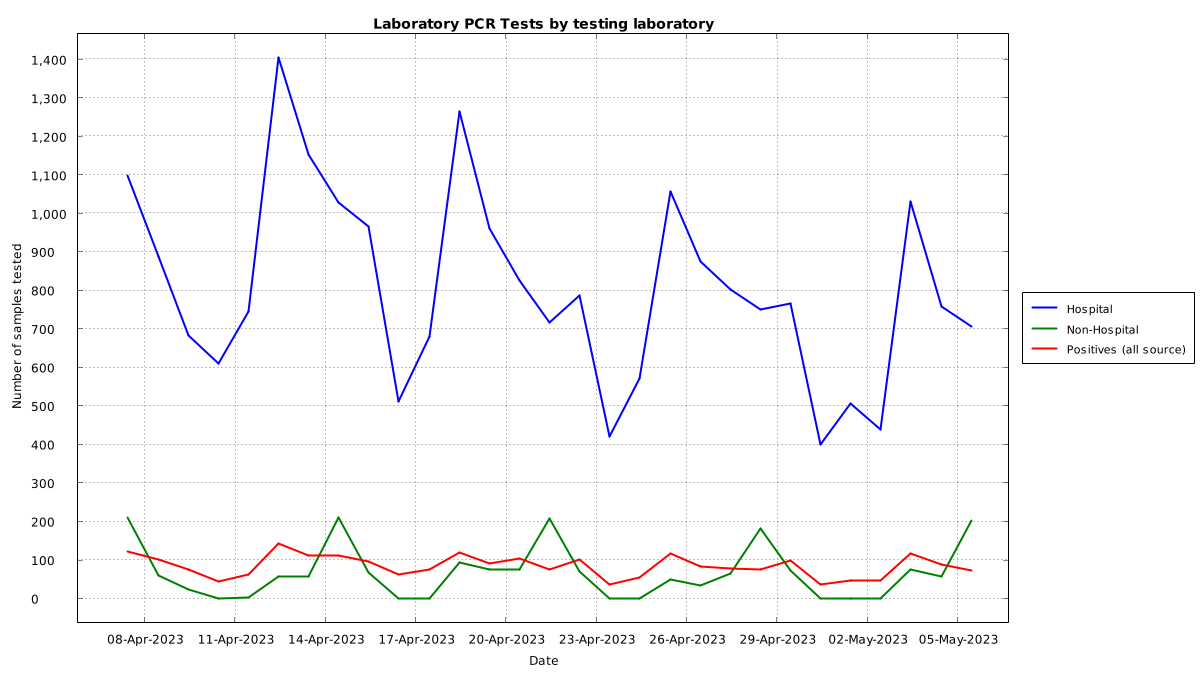 Laboratory PCR Tests by testing laboratory
1,400
1,300
1,200
1,100
1,000
900
800
700
600
500
400
300
200
100
0
Number of samples tested
08-Apr-2023 11-Apr-2023 14-Apr-2023 17-Apr-2023 20-Apr-2023 23-Apr-2023 26-Apr-2023 29-Apr-2023 02-May-2023 05-May-2023
Date
Hospital
Non-Hospital
Positives (all source)